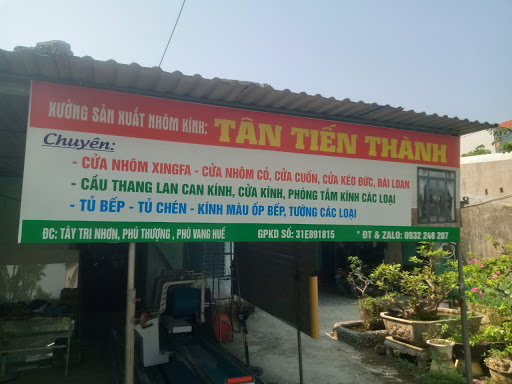 XƯỞNG SẢN XUẤT NHÔM KÍNH: TÂN TIẾN THÀNH
Chuyên:
- CỬA NHÔM XINGFA - CỬA NHÔM CỎ, CỬA CUỐN, CỬA KÉO ĐỨC, ĐÀI LOAN
- CẦU THANG LAN CAN KÍNH, CỬA KÍNH, PHÒNG TẮM KÍNH CÁC LOẠI
- TỦ BẾP - TỦ CHÉN - KÍNH MÀU ỐP BẾP, TƯỜNG CÁC LOẠI
ĐC: TÂY TRI NHƠN, PHÚ THƯỢNG , PHÚ VANG HUẾ GPKD SỐ: 31E891815 * ĐT & ZALO: 0932 248 297